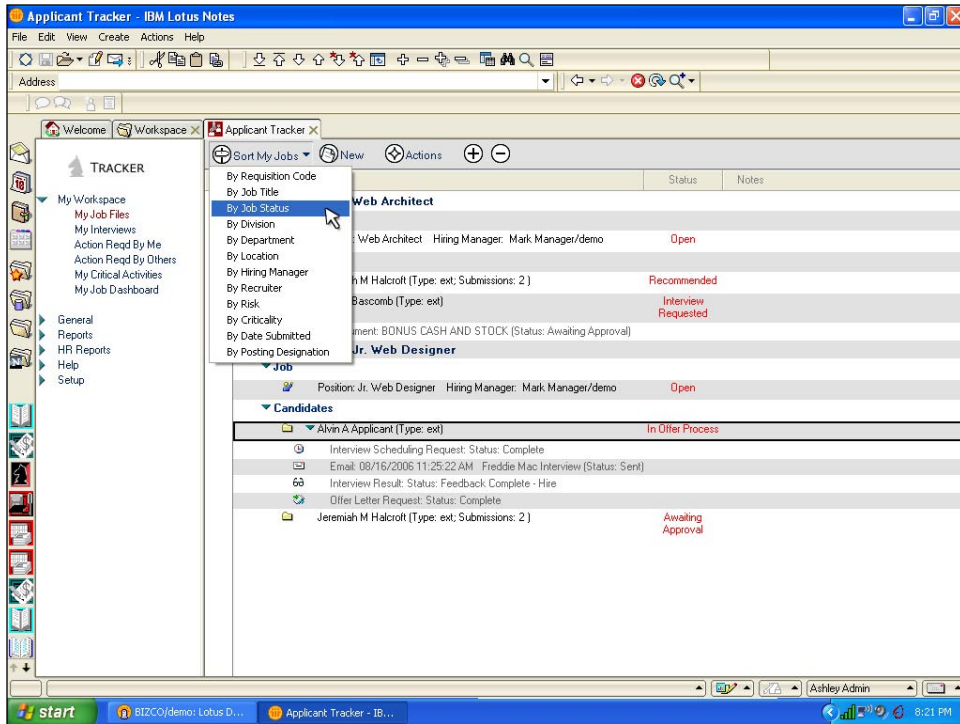 Applicant Tracker - IBM Lotus Notes
File Edit View Create Actions Help
Address
Welcome Workspace Applicant Tracker
TRACKER
Sort My Jobs New Actions
My Workspace
My Job Files
My Interviews
Action Reqd By Me
Action Reqd By Others
My Critical Activities
My Job Dashboard
General
Reports
HR Reports
Help
Setup
By Requisition Code
By Job Title
By Job Status
By Division
By Department
By Location
By Hiring Manager
By Recruiter
By Risk
By Criticality
By Date Submitted
By Posting Designation
Status Notes
Web Architect
: Web Architect Hiring Manager: Mark Manager/demo Open
h M Halcroft (Type: ext; Submissions: 2 ) Recommended
Bascomb (Type: ext) Interview
Requested
ument: BONUS CASH AND STOCK (Status: Awaiting Approval)
Jr. Web Designer
Job
Position: Jr. Web Designer Hiring Manager: Mark Manager/demo Open
Candidates
Alvin A Applicant (Type: ext) In Offer Process
Interview Scheduling Request: Status: Complete
Email: 08/16/2006 11:25:22 AM Freddie Mac Interview (Status: Sent)
Interview Result: Status: Feedback Complete - Hire
Offer Letter Request: Status: Complete
Jeremiah M Halcroft (Type: ext; Submissions: 2 ) Awaiting
Approval
Ashley Admin
start BIZCO/demo: Lotus D... Applicant Tracker - IB... 8:21 PM